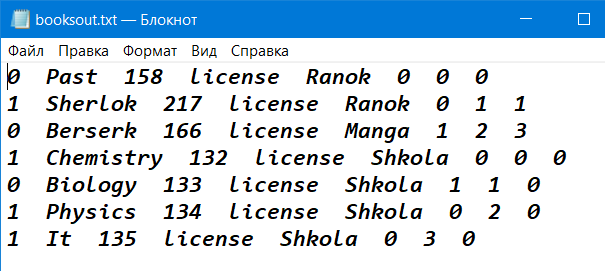 booksout.txt — Блокнот
Файл Правка Формат Вид Справка
0 Past 158 license Ranok 0 0 0
1 Sherlok 217 license Ranok 0 1 1
0 Berserk 166 license Manga 1 2 3
1 Chemistry 132 license Shkola 0 0 0
0 Biology 133 license Shkola 1 1 0
1 Physics 134 license Shkola 0 2 0
1 It 135 license Shkola 0 3 0